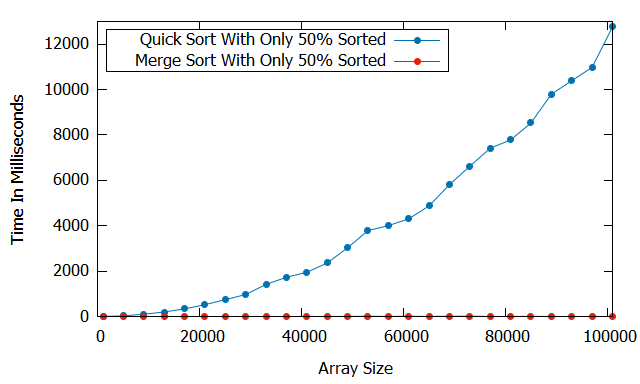 12000
10000
8000
6000
4000
2000
0
Time In Milliseconds
Quick Sort With Only 50% Sorted
Merge Sort With Only 50% Sorted
0 20000 40000 60000 80000 100000
Array Size